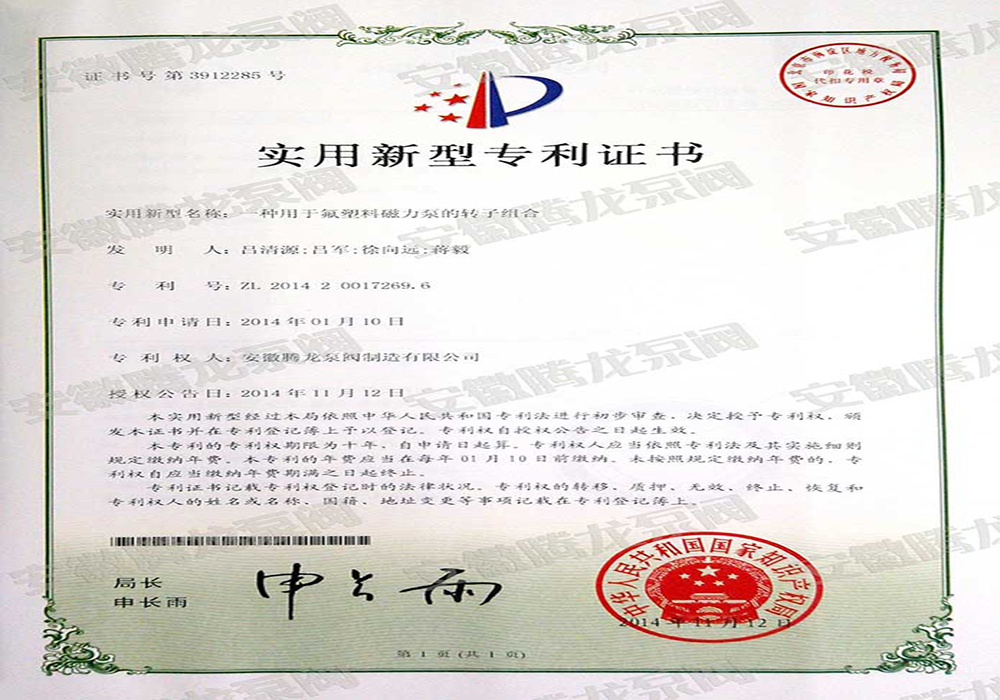 证书号第3912285号
印花税
代扣专用章
实用新型专利证书
实用新型名称：一种用于氟塑料磁力泵的转子组合
发明人：吕清源;吕军;徐向远;蒋毅
专利号：ZL 2014 2 0017269.6
专利申请日：2014年01月10日
专利权人：安徽腾龙泵阀制造有限公司
授权公告日：2014年11月12日
本实用新型经过本局依照中华人民共和国专利法进行初步审查，决定授予专利权，颁
发本证书并在专利登记簿上予以登记。专利权自授权公告之日起生效。
本专利的专利权期限为十年，自申请日起算。专利权人应当依照专利法及其实施细则
规定缴纳年费。本专利的年费应当在每年01月10日前缴纳。未按照规定缴纳年费的，专
利权自应当缴纳年费期满之日起终止。
专利证书记载专利权登记时的法律状况。专利权的转移、质押、无效、终止、恢复和
专利权人的姓名或名称、国籍、地址变更等事项记载在专利登记簿上。
局长
申长雨
申长雨
中华人民共和国国家知识产权局
2014年11月12日
第1页(共1页)
安徽腾龙泵阀